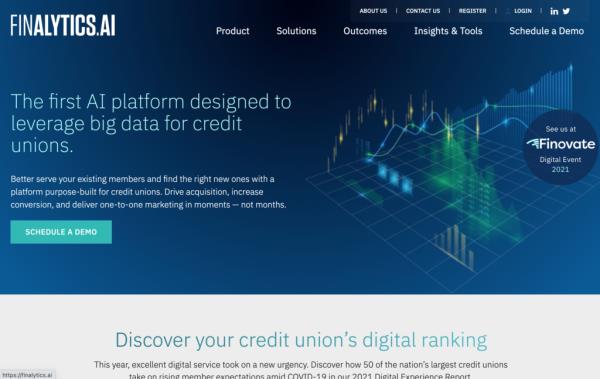 FINALYTICS.AI
ABOUT US | CONTACT US | REGISTER | LOGIN |
Product Solutions Outcomes Insights & Tools Schedule a Demo
The first AI platform designed to
leverage big data for credit
unions.
See us at
Finovate
Digital Event
2021
Better serve your existing members and find the right new ones with a
platform purpose-built for credit unions. Drive acquisition, increase
conversion, and deliver one-to-one marketing in moments — not months.
SCHEDULE A DEMO
Discover your credit union's digital ranking
This year, excellent digital service took on a new urgency. Discover how 50 of the nation's largest credit unions
take on rising member expectations amid COVID-19 in our 2021 Digital Experience Report.
https://finalytics.ai